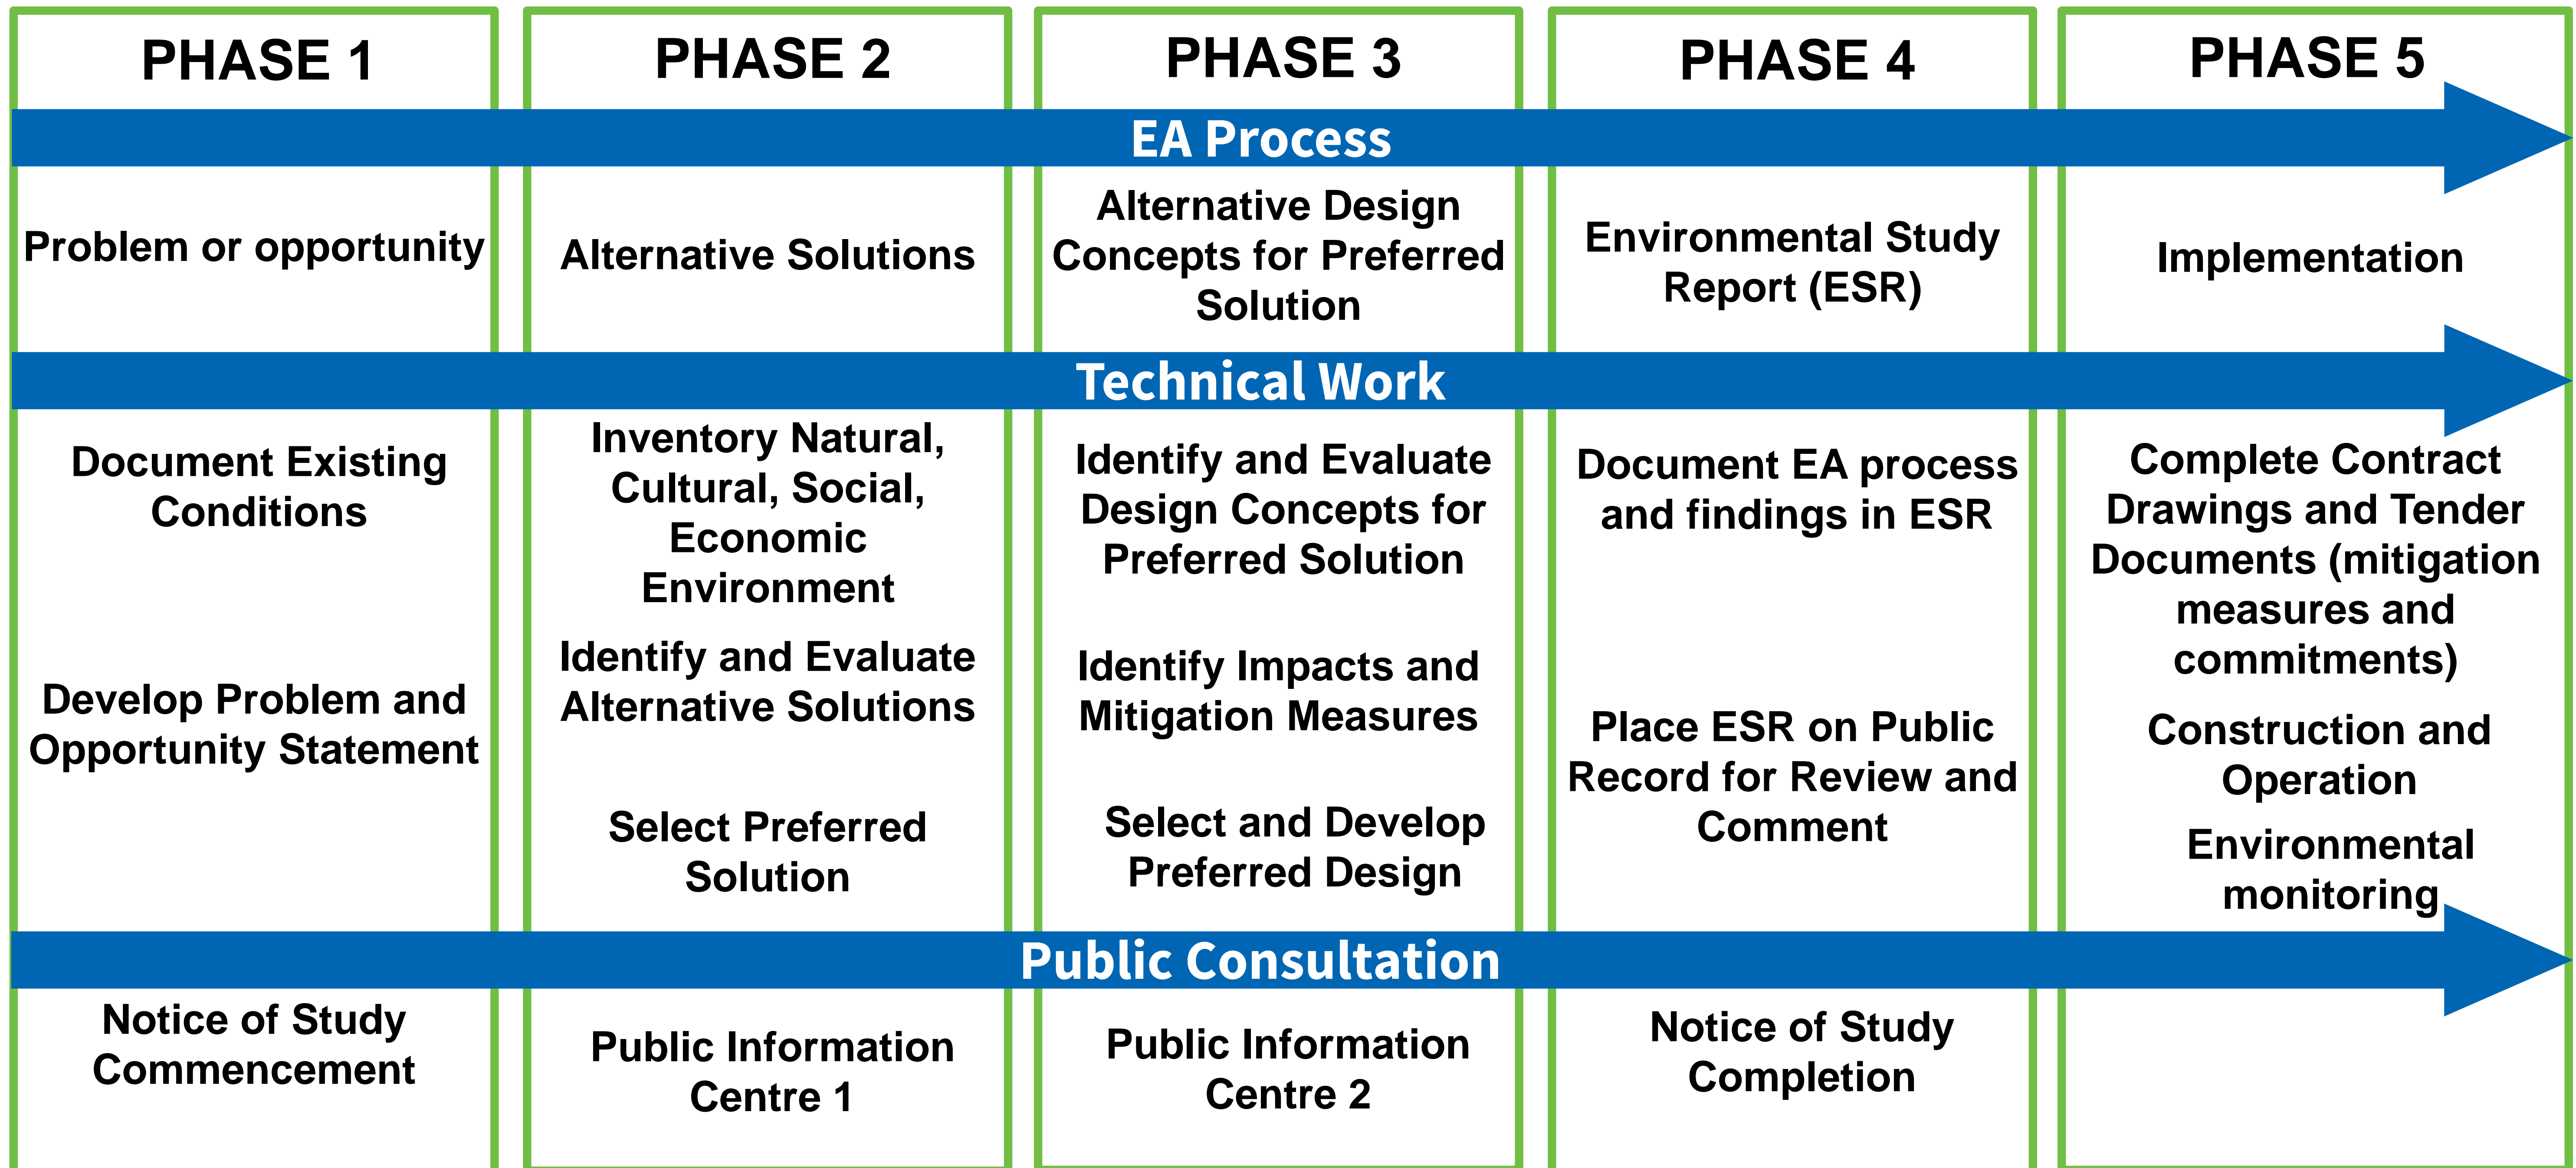 PHASE 1
PHASE 2
PHASE 3
PHASE 4
PHASE 5
EA Process
Problem or opportunity
Alternative Solutions
Alternative Design
Concepts for Preferred
Solution
Environmental Study
Report (ESR)
Implementation
Technical Work
Document Existing
Conditions
Develop Problem and
Opportunity Statement
Inventory Natural,
Cultural, Social,
Economic
Environment
Identify and Evaluate
Alternative Solutions
Select Preferred
Solution
Identify and Evaluate
Design Concepts for
Preferred Solution
Identify Impacts and
Mitigation Measures
Select and Develop
Preferred Design
Document EA process
and findings in ESR
Place ESR on Public
Record for Review and
Comment
Complete Contract
Drawings and Tender
Documents (mitigation
measures and
commitments)
Construction and
Operation
Environmental
monitoring
Public Consultation
Notice of Study
Commencement
Public Information
Centre 1
Public Information
Centre 2
Notice of Study
Completion